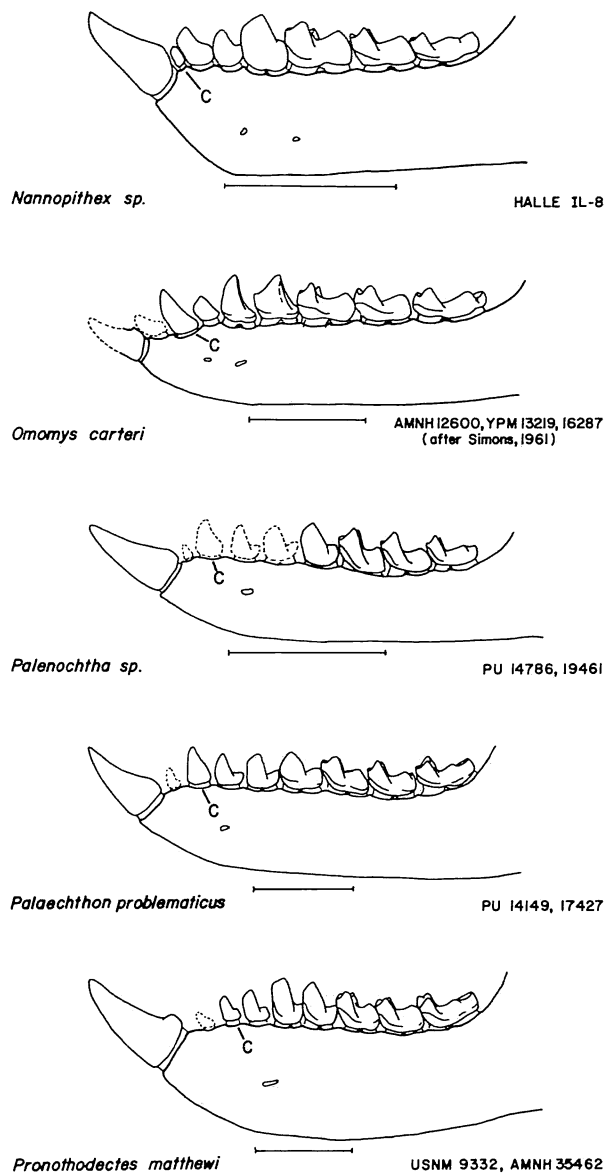 C
Nannopithex sp.
HALLE IL-8
C
Omomys carteri
AMNH 12600, YPM 13219, 16287
(after Simons, 1961)
C
Palenochtha sp.
PU 14786, 19461
C
Palaechthon problematicus
PU 14149, 17427
C
Pronothodectes matthewi
USNM 9332, AMNH 35462